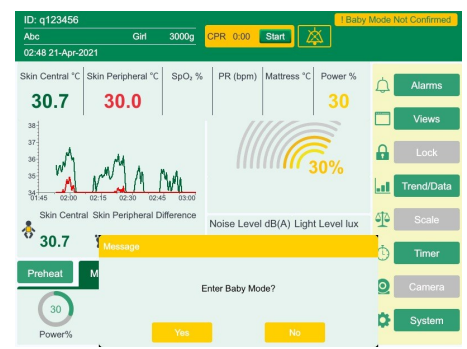 ID: q123456
! Baby Mode Not Confirmed
Abc Girl 3000g CPR 0:00 Start
02:48 21-Apr-2021
Skin Central °C Skin Peripheral °C SpO₂ % PR (bpm) Mattress °C Power %
30.7 30.0 30
Alarms
Views
Lock
Trend/Data
Scale
Timer
Camera
System
38
37
36
35
34
01:45 02:00 02:15 02:30 02:45 03:00
30%
Skin Central Skin Peripheral Difference
30.7
Noise Level dB(A) Light Level lux
Message
Enter Baby Mode?
Yes No
Preheat M
30
Power%